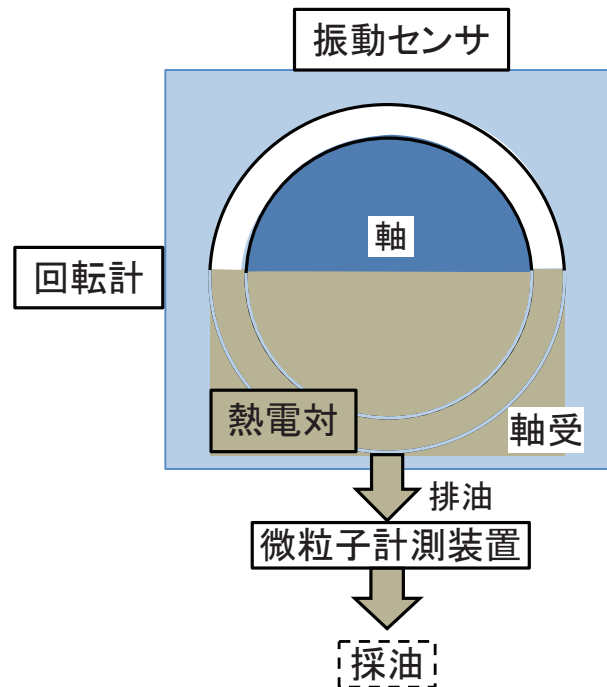 振動センサ
軸
回転計
熱電対
軸受
排油
微粒子計測装置
採油